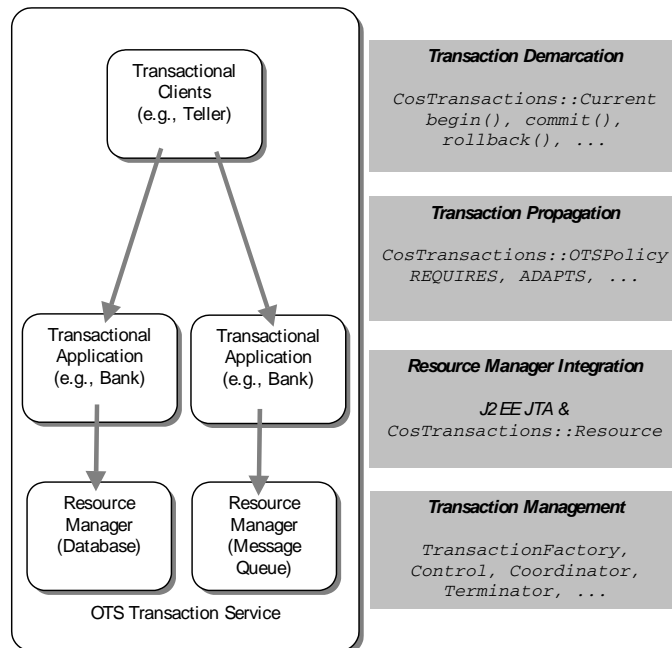 Transactional
Clients
(e.g., Teller)
Transactional
Application
(e.g., Bank)
Transactional
Application
(e.g., Bank)
Resource
Manager
(Database)
Resource
Manager
(Message
Queue)
OTS Transaction Service
Transaction Demarcation
CosTransactions::Current
begin(), commit(),
rollback(), ...
Transaction Propagation
CosTransactions::OTSPolicy
REQUIRES, ADAPTS, ...
Resource Manager Integration
J2EE JTA &
CosTransactions::Resource
Transaction Management
TransactionFactory,
Control, Coordinator,
Terminator, ...